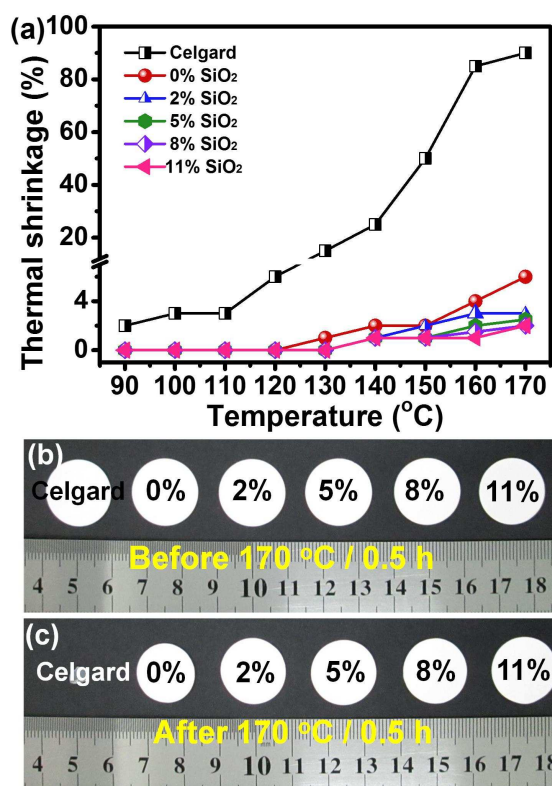 (a)
100
80
60
40
20
4
0
Thermal shrinkage (%)
Celgard
0% SiO₂
2% SiO₂
5% SiO₂
8% SiO₂
11% SiO₂
90 100 110 120 130 140 150 160 170
Temperature (°C)
(b)
Celgard 0% 2% 5% 8% 11%
Before 170 °C / 0.5 h
4 5 6 7 8 9 10 11 12 13 14 15 16 17 18
(c)
Celgard 0% 2% 5% 8% 11%
After 170 °C / 0.5 h
4 5 6 7 8 9 10 11 12 13 14 15 16 17 18